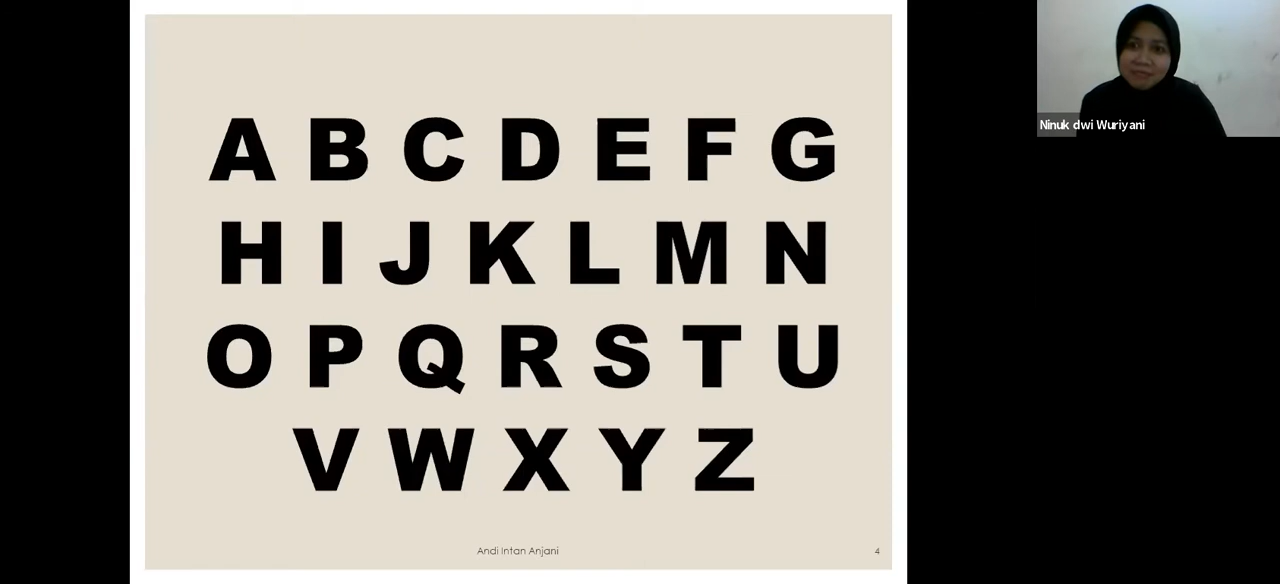 A B C D E F G
H I J K L M N
O P Q R S T U
V W X Y Z
Andi Intan Anjani
4
Ninuk dwi Wuriyani